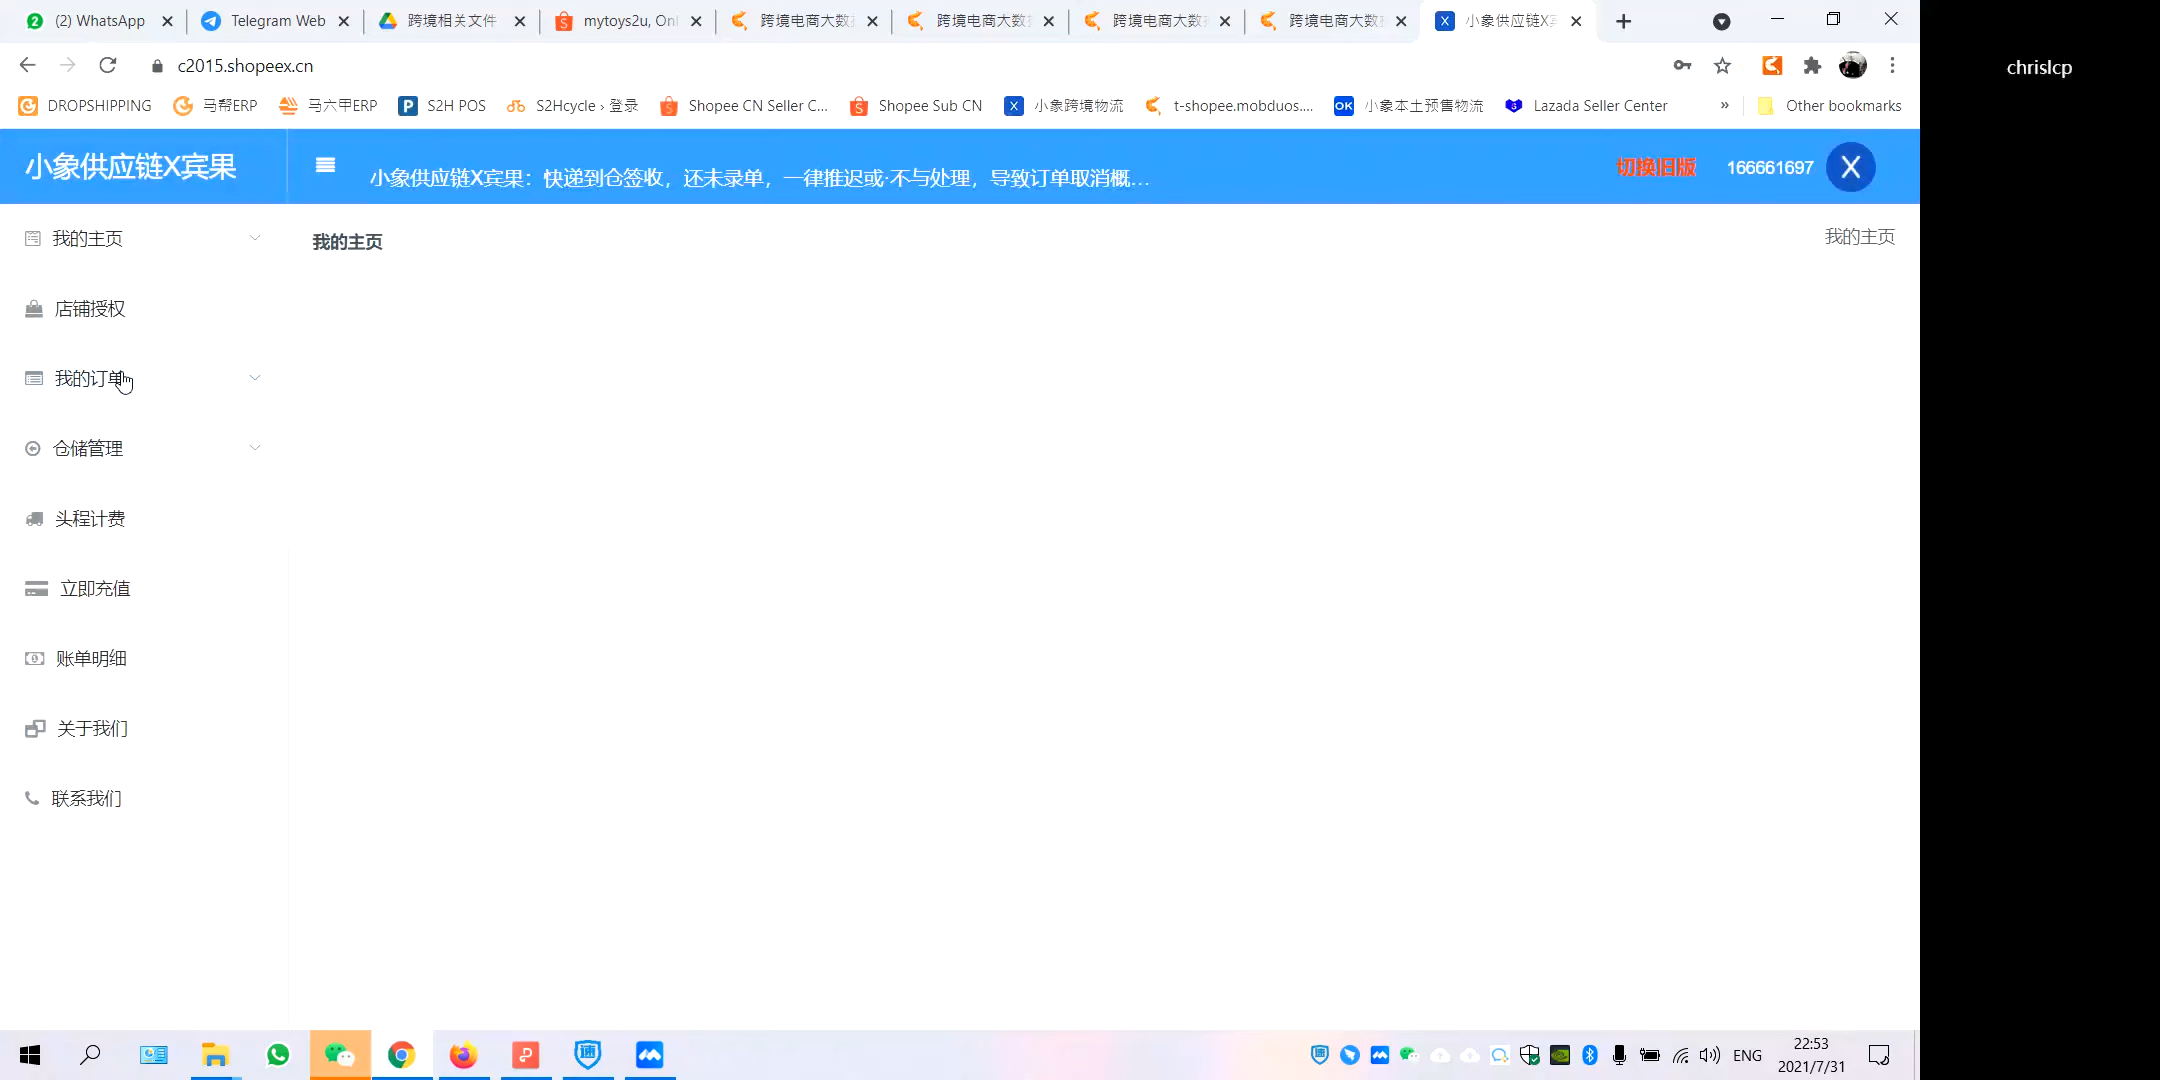 (2) WhatsApp
Telegram Web
跨境相关文件
mytoys2u, Onl
跨境电商大数
跨境电商大数
跨境电商大数
跨境电商大数
小象供应链X宾
c2015.shopeex.cn
DROPSHIPPING
马帮ERP
马六甲ERP
S2H POS
S2Hcycle › 登录
Shopee CN Seller C...
Shopee Sub CN
小象跨境物流
t-shopee.mobduos....
小象本土预售物流
Lazada Seller Center
»
Other bookmarks
chrislcp
小象供应链X宾果
小象供应链X宾果：快递到仓签收，还未录单，一律推迟或·不与处理，导致订单取消概...
切换旧版
166661697
X
我的主页
店铺授权
我的订单
仓储管理
头程计费
立即充值
账单明细
关于我们
联系我们
我的主页
我的主页
ENG
22:53
2021/7/31